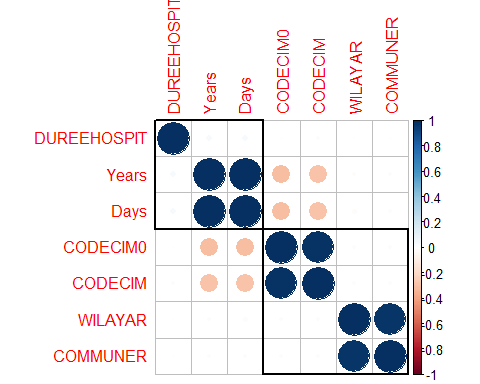 DUREEHOSPIT
Years
Days
CODECIM0
CODECIM
WILAYAR
COMMUNER
DUREEHOSPIT
Years
Days
CODECIM0
CODECIM
WILAYAR
COMMUNER
1
0.8
0.6
0.4
0.2
0
-0.2
-0.4
-0.6
-0.8
-1